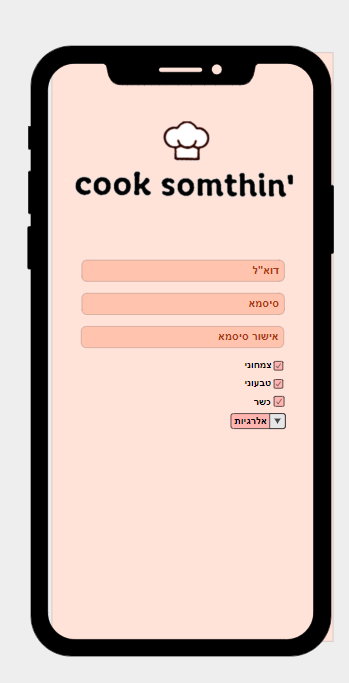 cook somthin'
דוא"ל
סיסמא
אישור סיסמא
צמחוני
טבעוני
כשר
אלרגיות